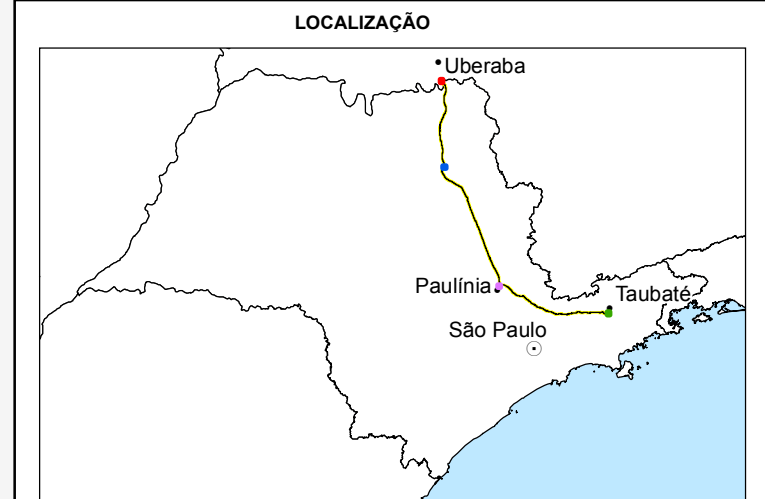 LOCALIZAÇÃO
Uberaba
Paulínia
Taubaté
São Paulo